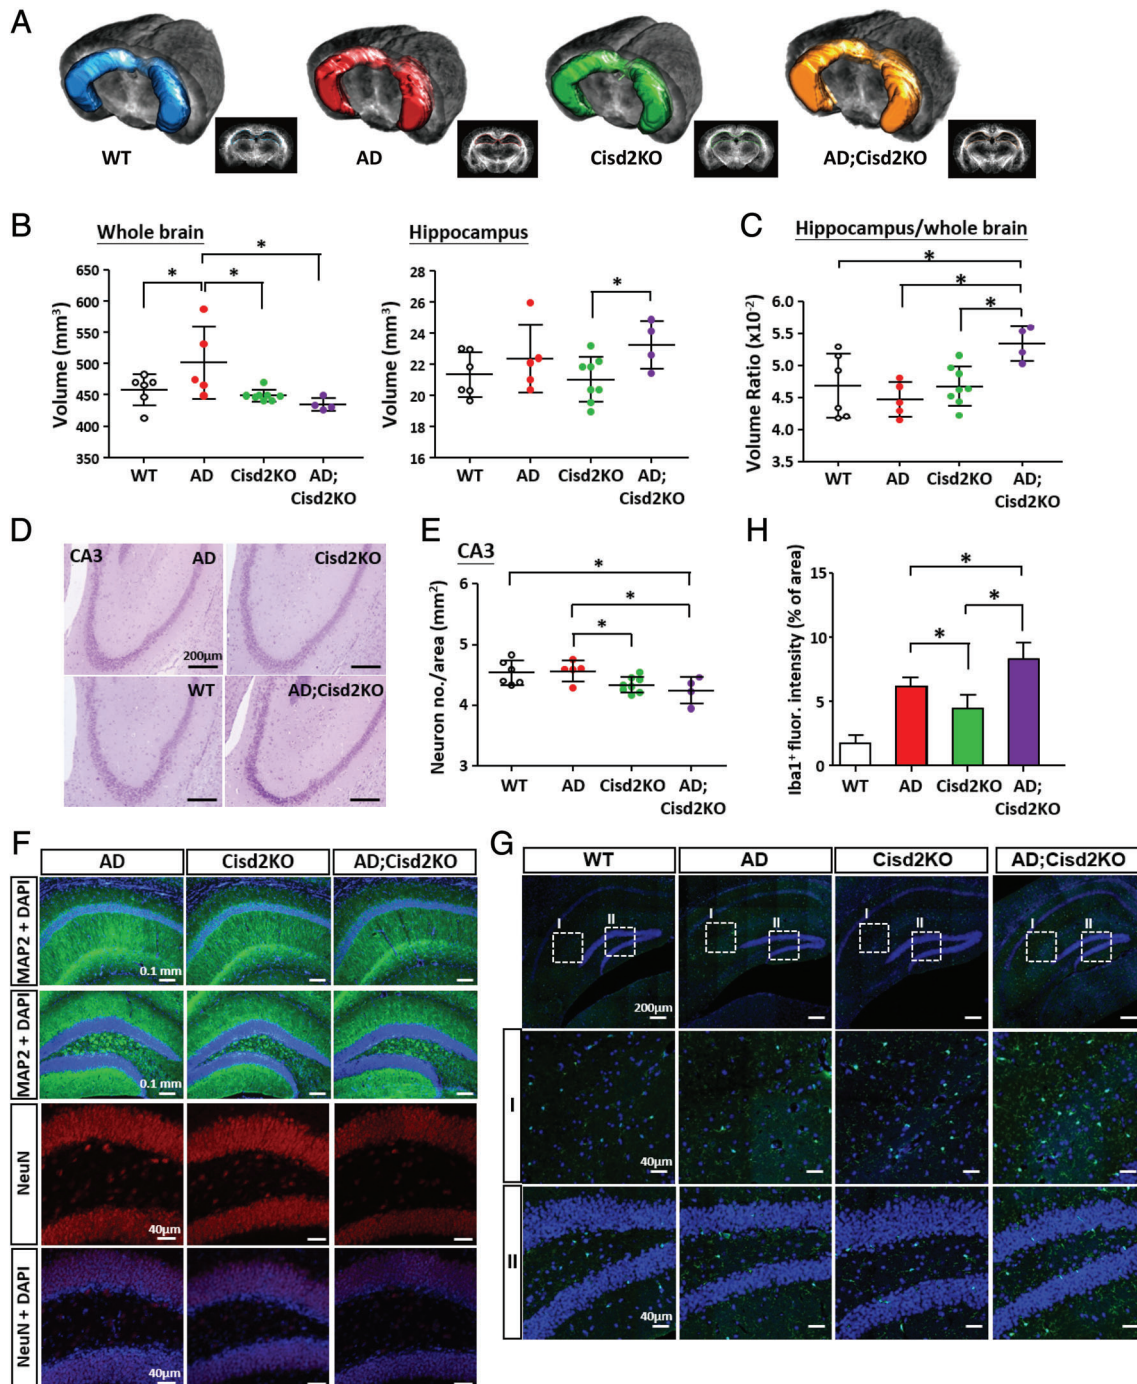 A
WT
AD
Cisd2KO
AD;Cisd2KO
B
Whole brain
Volume (mm³)
650
600
550
500
450
400
350
*
*
*
WT
AD
Cisd2KO
AD;
Cisd2KO
Hippocampus
Volume (mm³)
28
26
24
22
20
18
16
*
WT
AD
Cisd2KO
AD;
Cisd2KO
C
Hippocampus/whole brain
Volume Ratio (x10⁻²)
6.0
5.5
5.0
4.5
4.0
3.5
*
*
*
WT
AD
Cisd2KO
AD;
Cisd2KO
D
CA3
AD
Cisd2KO
200µm
WT
AD;Cisd2KO
E
CA3
Neuron no./area (mm²)
6
5
4
3
*
*
*
WT
AD
Cisd2KO
AD;
Cisd2KO
H
Iba1⁺ fluor. intensity (% of area)
15
10
5
0
*
*
*
WT
AD
Cisd2KO
AD;
Cisd2KO
F
AD
Cisd2KO
AD;Cisd2KO
MAP2 + DAPI
0.1 mm
MAP2 + DAPI
0.1 mm
NeuN
40µm
NeuN + DAPI
40µm
G
WT
AD
Cisd2KO
AD;Cisd2KO
I
II
I
II
I
II
I
II
200µm
I
40µm
II
40µm